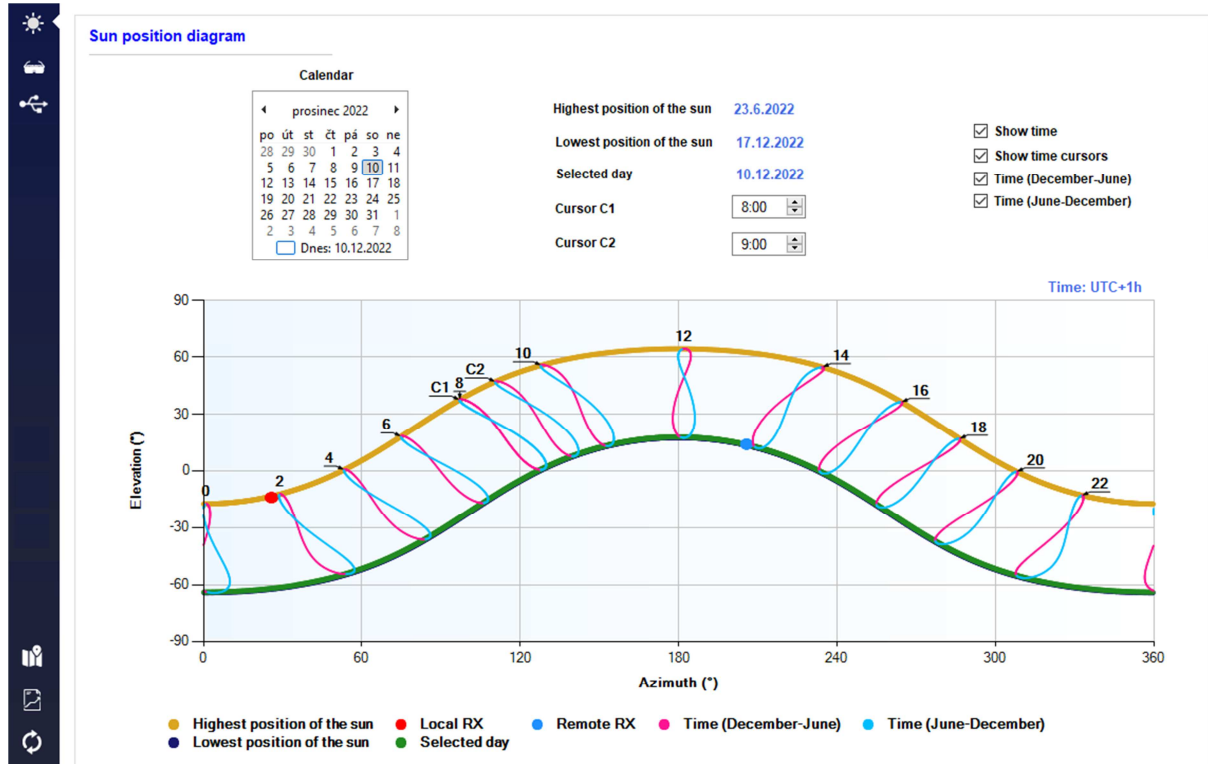 Sun position diagram
Calendar
prosinec 2022
po út st čt pá so ne
28 29 30 1 2 3 4
5 6 7 8 9 10 11
12 13 14 15 16 17 18
19 20 21 22 23 24 25
26 27 28 29 30 31 1
2 3 4 5 6 7 8
Dnes: 10.12.2022
Highest position of the sun 23.6.2022
Lowest position of the sun 17.12.2022
Selected day 10.12.2022
Cursor C1 8:00
Cursor C2 9:00
Show time
Show time cursors
Time (December-June)
Time (June-December)
Time: UTC+1h
Elevation (°)
90
60
30
0
-30
-60
-90
0
2
4
6
C1
8
C2
10
12
14
16
18
20
22
0 60 120 180 240 300 360
Azimuth (°)
Highest position of the sun Local RX Remote RX Time (December-June) Time (June-December)
Lowest position of the sun Selected day